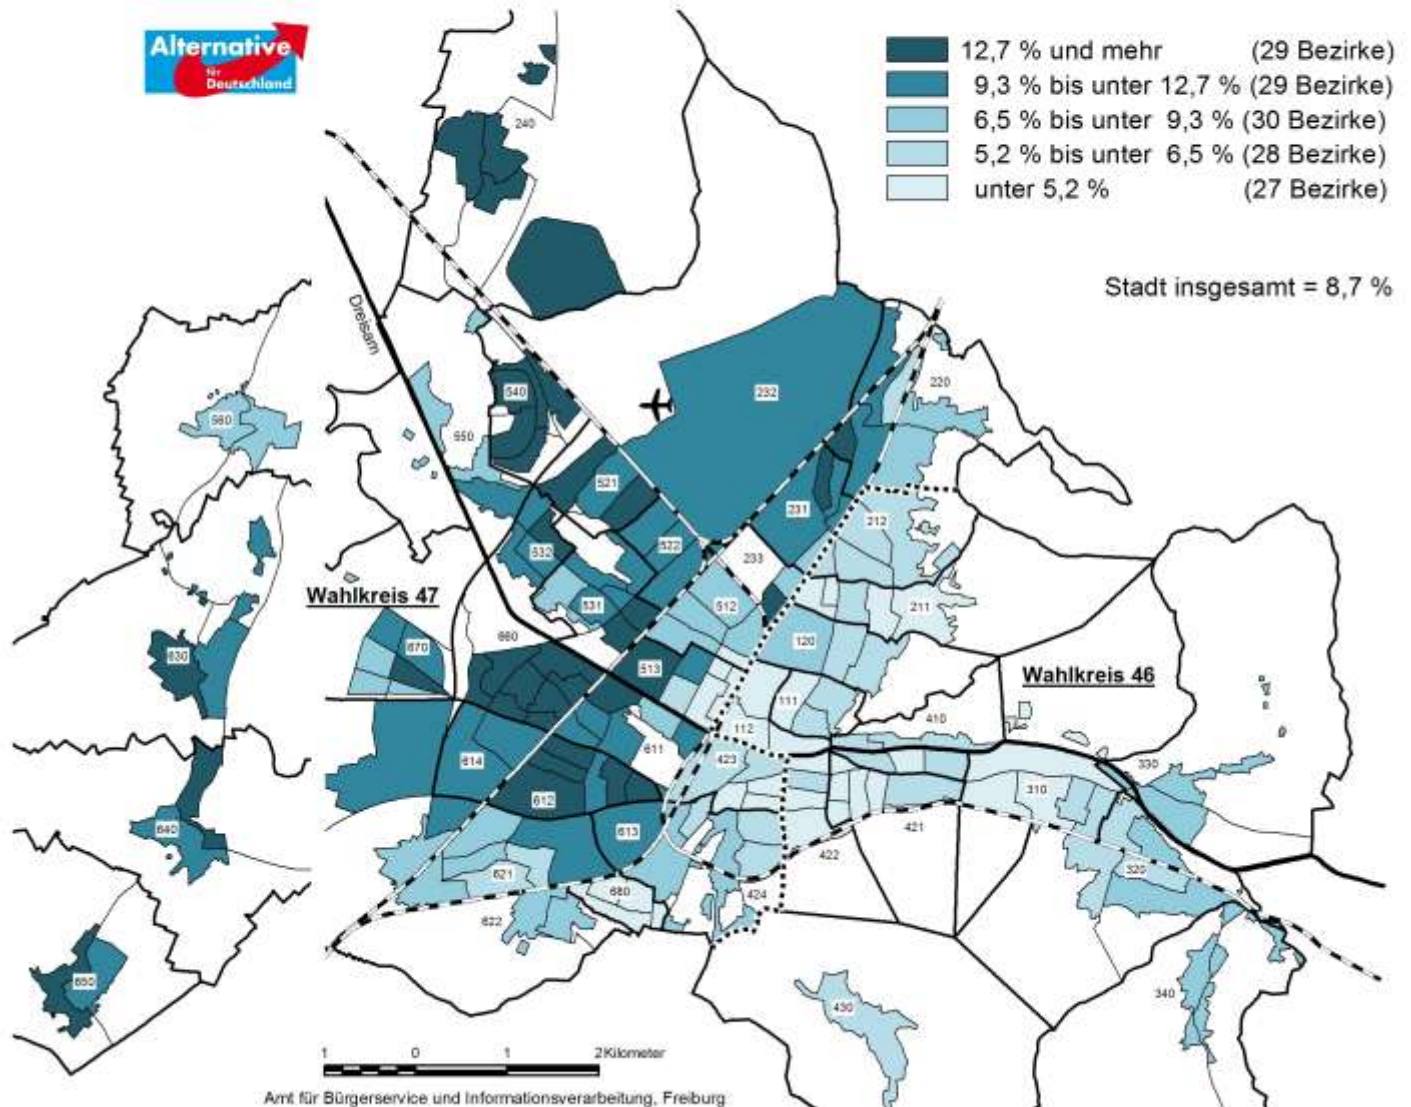 Alternative
für
Deutschland
12,7 % und mehr (29 Bezirke)
9,3 % bis unter 12,7 % (29 Bezirke)
6,5 % bis unter 9,3 % (30 Bezirke)
5,2 % bis unter 6,5 % (28 Bezirke)
unter 5,2 % (27 Bezirke)
Stadt insgesamt = 8,7 %
240
Dreisam
540
232
220
550
560
521
231
212
532
522
233
Wahlkreis 47
531
512
211
660
670
120
630
513
Wahlkreis 46
111
410
112
611
614
423
330
612
310
640
613
421
422
621
320
680
424
622
650
340
430
1 0 1 2 Kilometer
Amt für Bürgerservice und Informationsverarbeitung, Freiburg